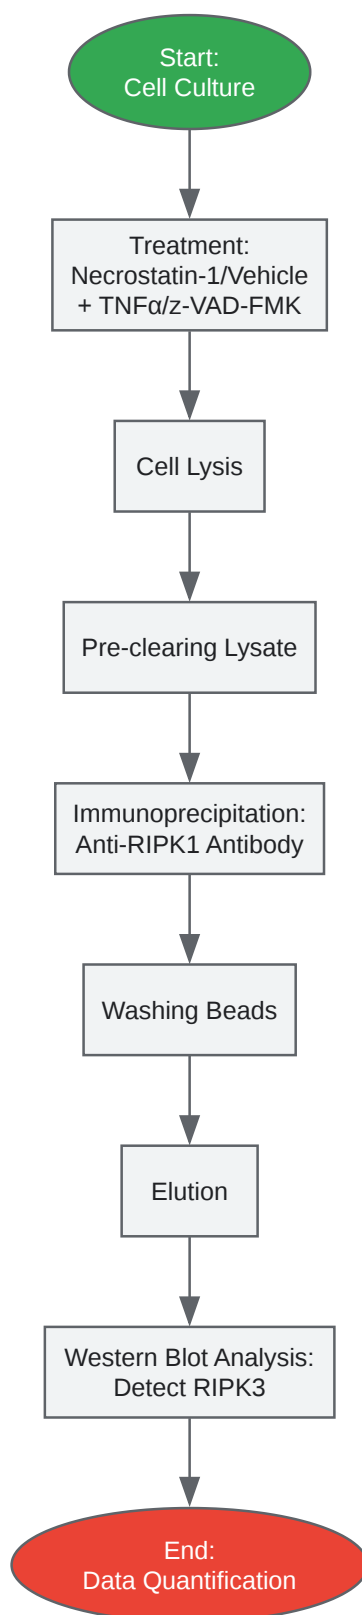 Start:
Cell Culture
Treatment:
Necrostatin-1/Vehicle
+ TNFα/z-VAD-FMK
Cell Lysis
Pre-clearing Lysate
Immunoprecipitation:
Anti-RIPK1 Antibody
Washing Beads
Elution
Western Blot Analysis:
Detect RIPK3
End:
Data Quantification